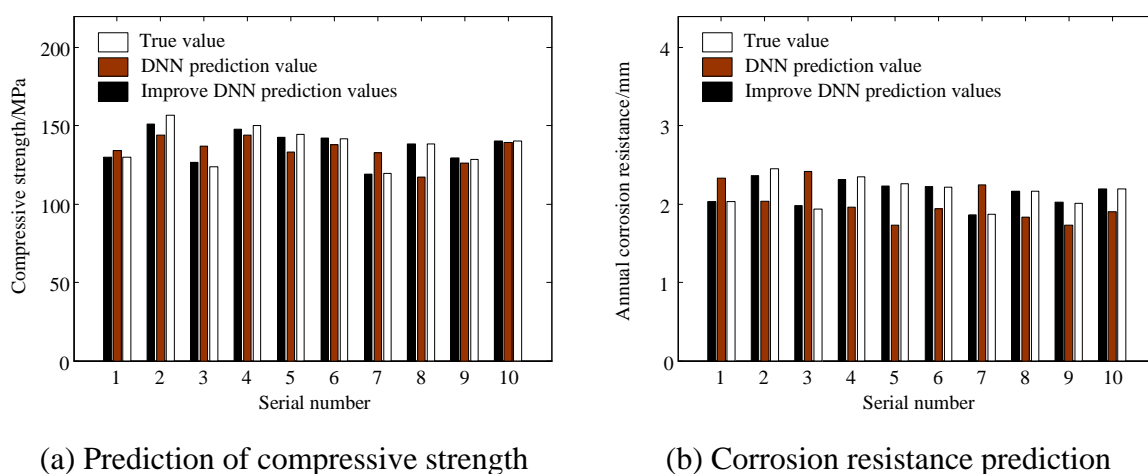 Compressive strength/MPa
200
150
100
50
0
True value
DNN prediction value
Improve DNN prediction values
1 2 3 4 5 6 7 8 9 10
Serial number
(a) Prediction of compressive strength
Annual corrosion resistance/mm
4
3
2
1
0
True value
DNN prediction value
Improve DNN prediction values
1 2 3 4 5 6 7 8 9 10
Serial number
(b) Corrosion resistance prediction